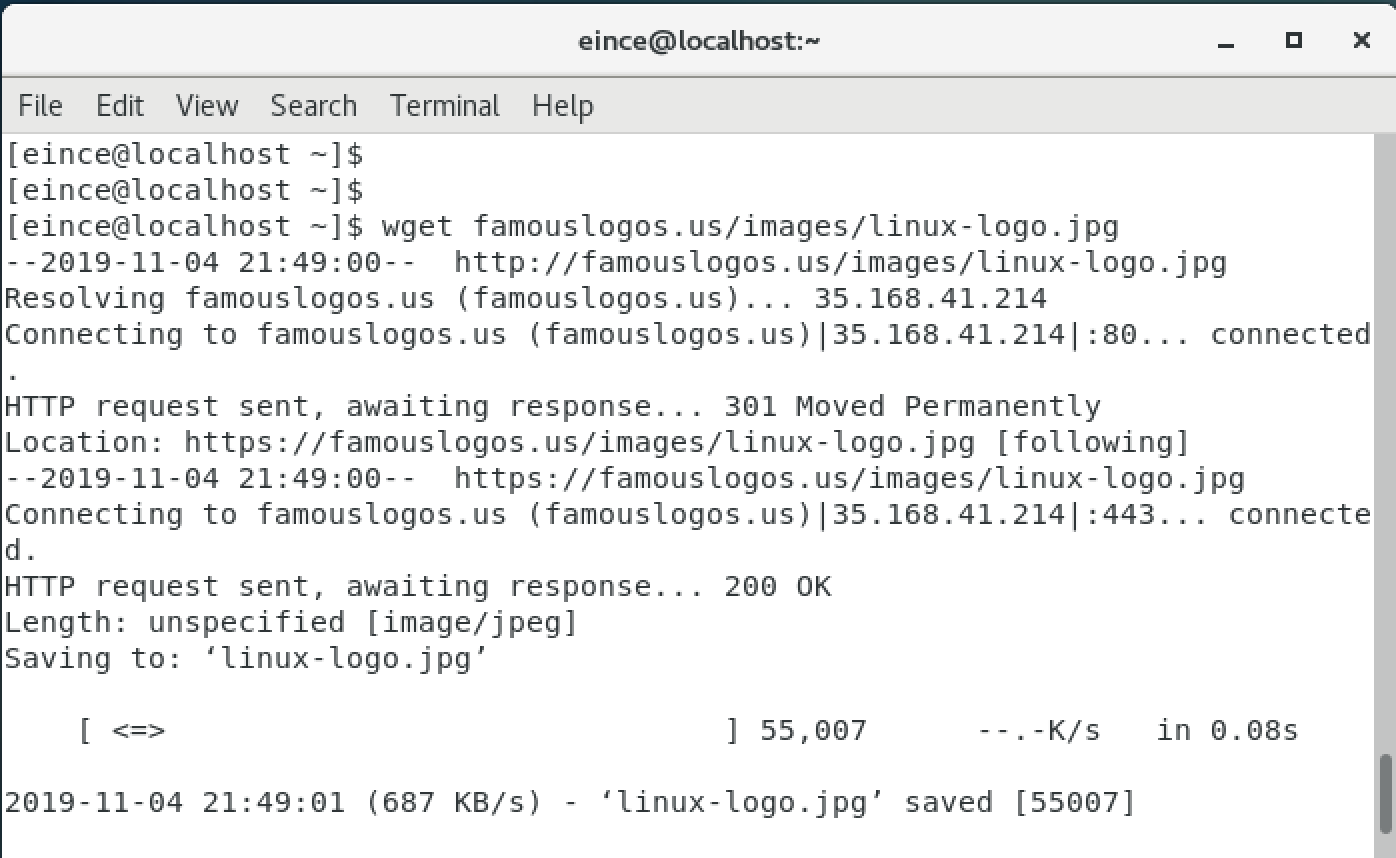 eince@localhost:~
File Edit View Search Terminal Help
[eince@localhost ~]$
[eince@localhost ~]$
[eince@localhost ~]$ wget famouslogos.us/images/linux-logo.jpg
--2019-11-04 21:49:00--  http://famouslogos.us/images/linux-logo.jpg
Resolving famouslogos.us (famouslogos.us)... 35.168.41.214
Connecting to famouslogos.us (famouslogos.us)|35.168.41.214|:80... connected
.
HTTP request sent, awaiting response... 301 Moved Permanently
Location: https://famouslogos.us/images/linux-logo.jpg [following]
--2019-11-04 21:49:00--  https://famouslogos.us/images/linux-logo.jpg
Connecting to famouslogos.us (famouslogos.us)|35.168.41.214|:443... connecte
d.
HTTP request sent, awaiting response... 200 OK
Length: unspecified [image/jpeg]
Saving to: ‘linux-logo.jpg’
    [ <=>                               ] 55,007      --.-K/s   in 0.08s
2019-11-04 21:49:01 (687 KB/s) - ‘linux-logo.jpg’ saved [55007]